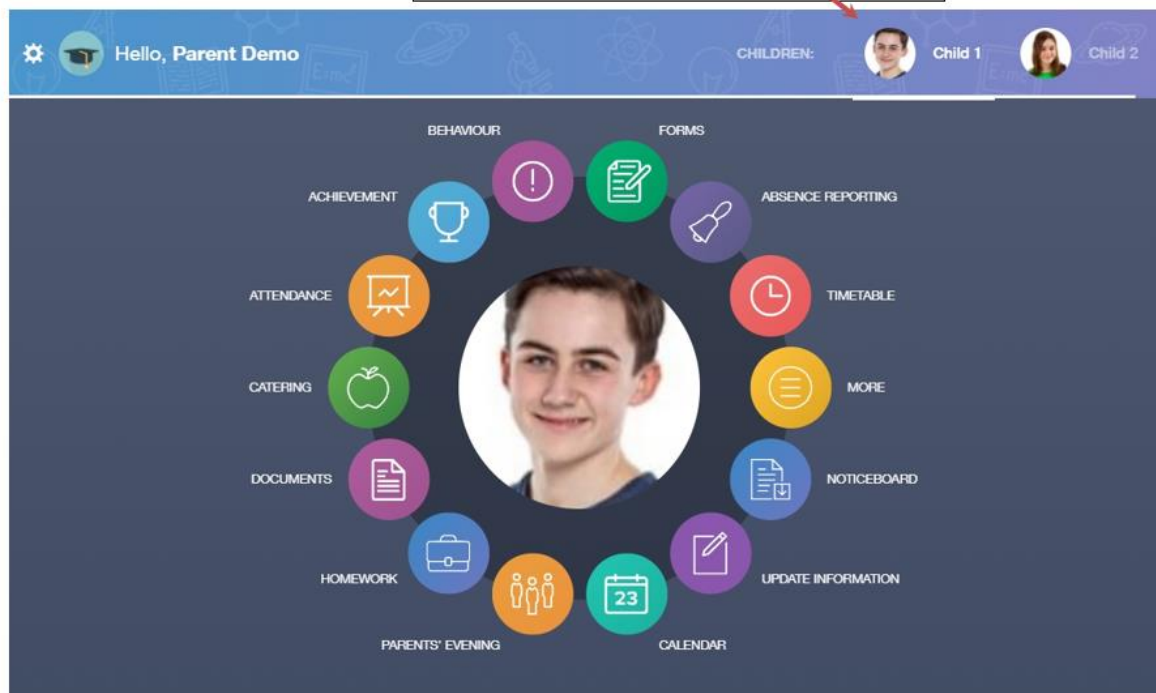 Hello, Parent Demo
CHILDREN:
Child 1
Child 2
BEHAVIOUR
FORMS
ACHIEVEMENT
ABSENCE REPORTING
ATTENDANCE
TIMETABLE
CATERING
MORE
DOCUMENTS
NOTICEBOARD
HOMEWORK
UPDATE INFORMATION
23
PARENTS' EVENING
CALENDAR